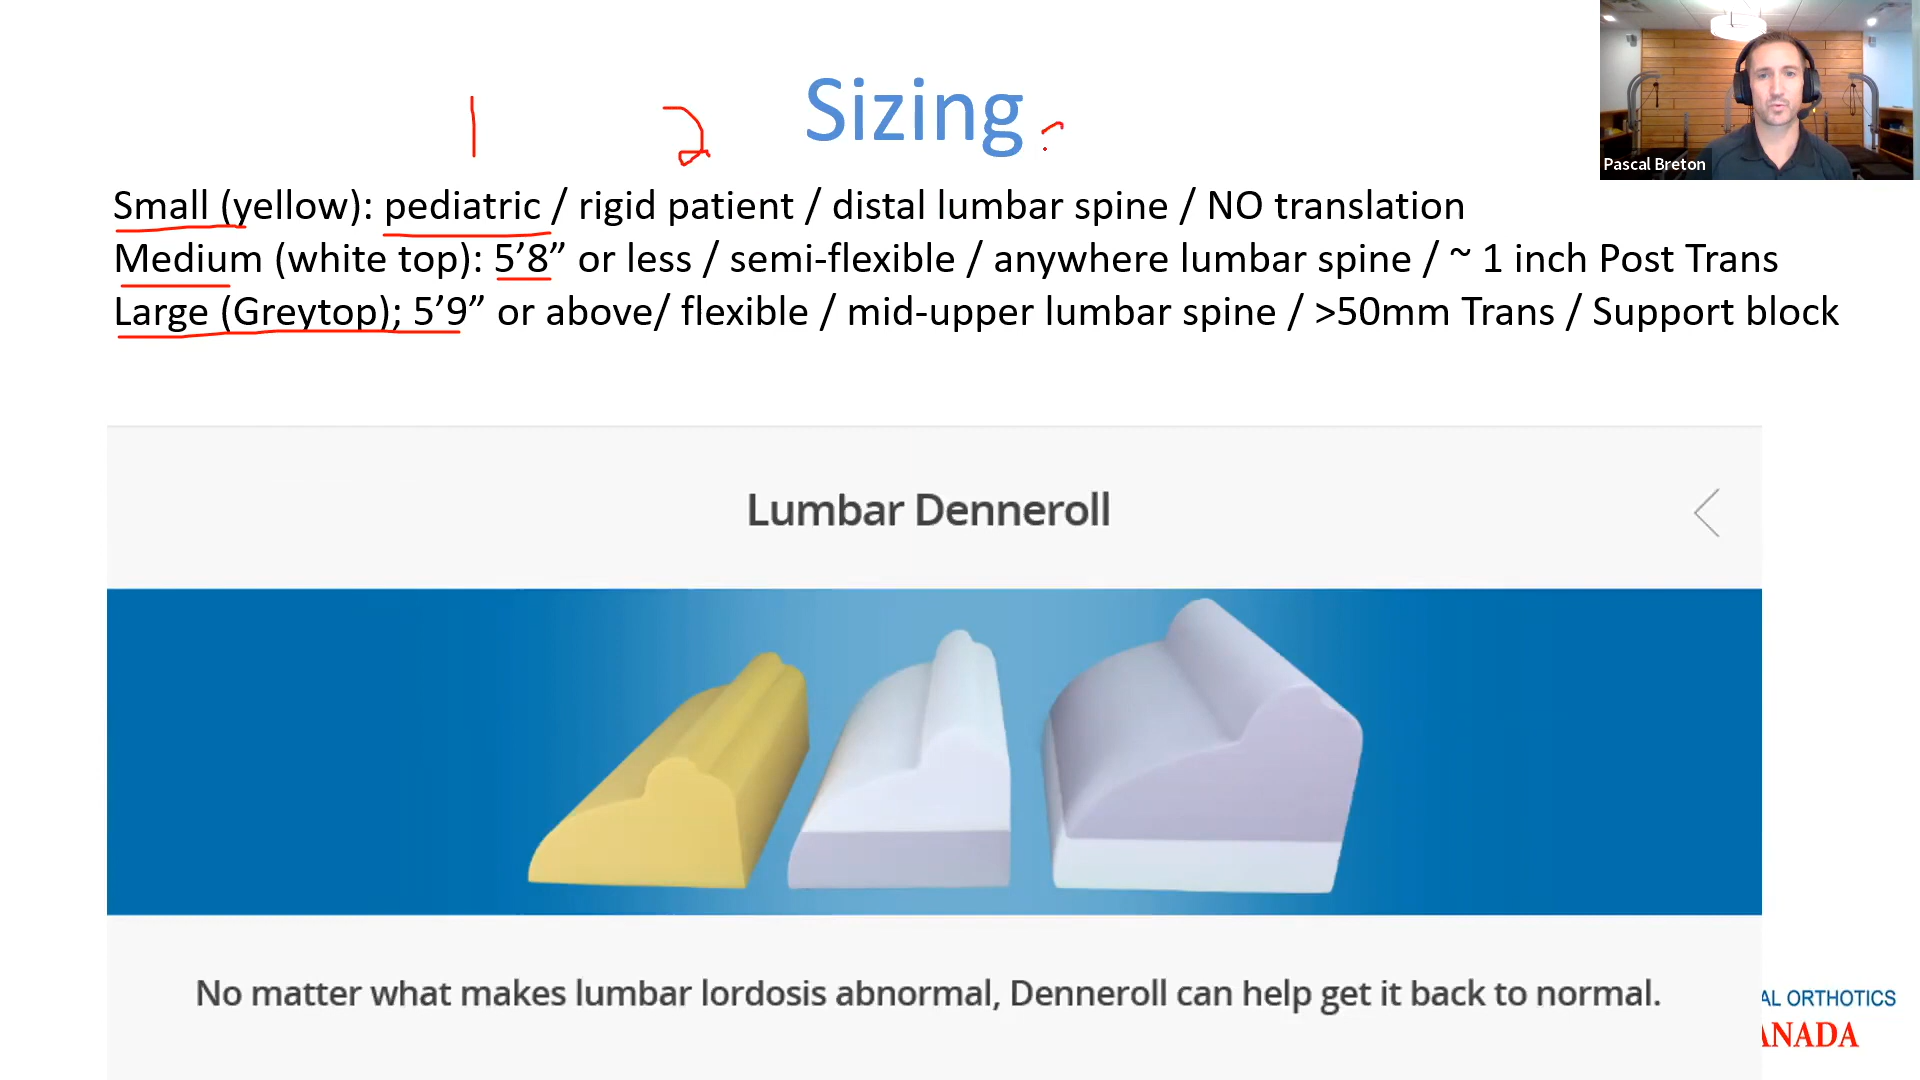 1 2 Sizing
Pascal Breton
Small (yellow): pediatric / rigid patient / distal lumbar spine / NO translation
Medium (white top): 5’8” or less / semi-flexible / anywhere lumbar spine / ~ 1 inch Post Trans
Large (Greytop); 5’9” or above/ flexible / mid-upper lumbar spine / >50mm Trans / Support block
Lumbar Denneroll
No matter what makes lumbar lordosis abnormal, Denneroll can help get it back to normal.
AL ORTHOTICS
ANADA